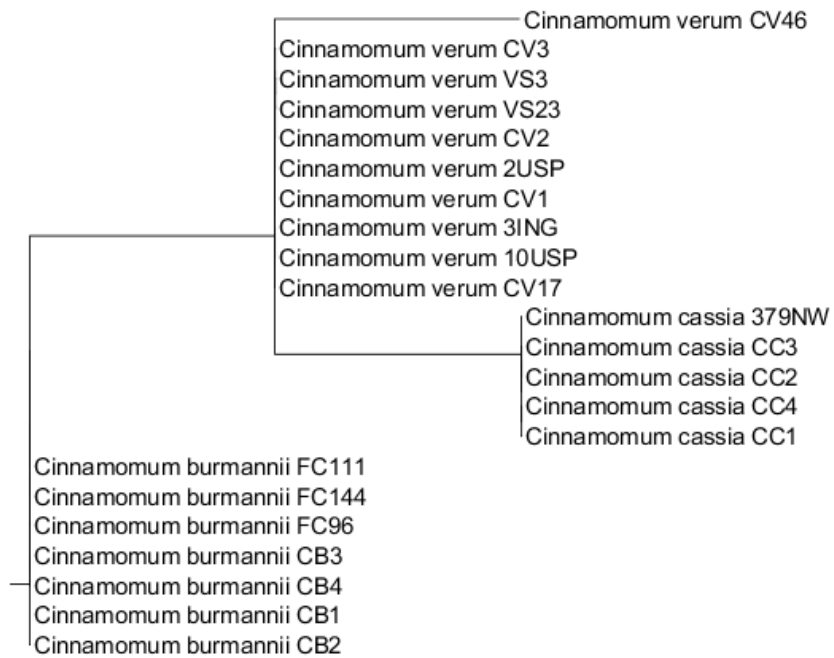 Cinnamomum verum CV46
Cinnamomum verum CV3
Cinnamomum verum VS3
Cinnamomum verum VS23
Cinnamomum verum CV2
Cinnamomum verum 2USP
Cinnamomum verum CV1
Cinnamomum verum 3ING
Cinnamomum verum 10USP
Cinnamomum verum CV17
Cinnamomum cassia 379NW
Cinnamomum cassia CC3
Cinnamomum cassia CC2
Cinnamomum cassia CC4
Cinnamomum cassia CC1
Cinnamomum burmannii FC111
Cinnamomum burmannii FC144
Cinnamomum burmannii FC96
Cinnamomum burmannii CB3
Cinnamomum burmannii CB4
Cinnamomum burmannii CB1
Cinnamomum burmannii CB2